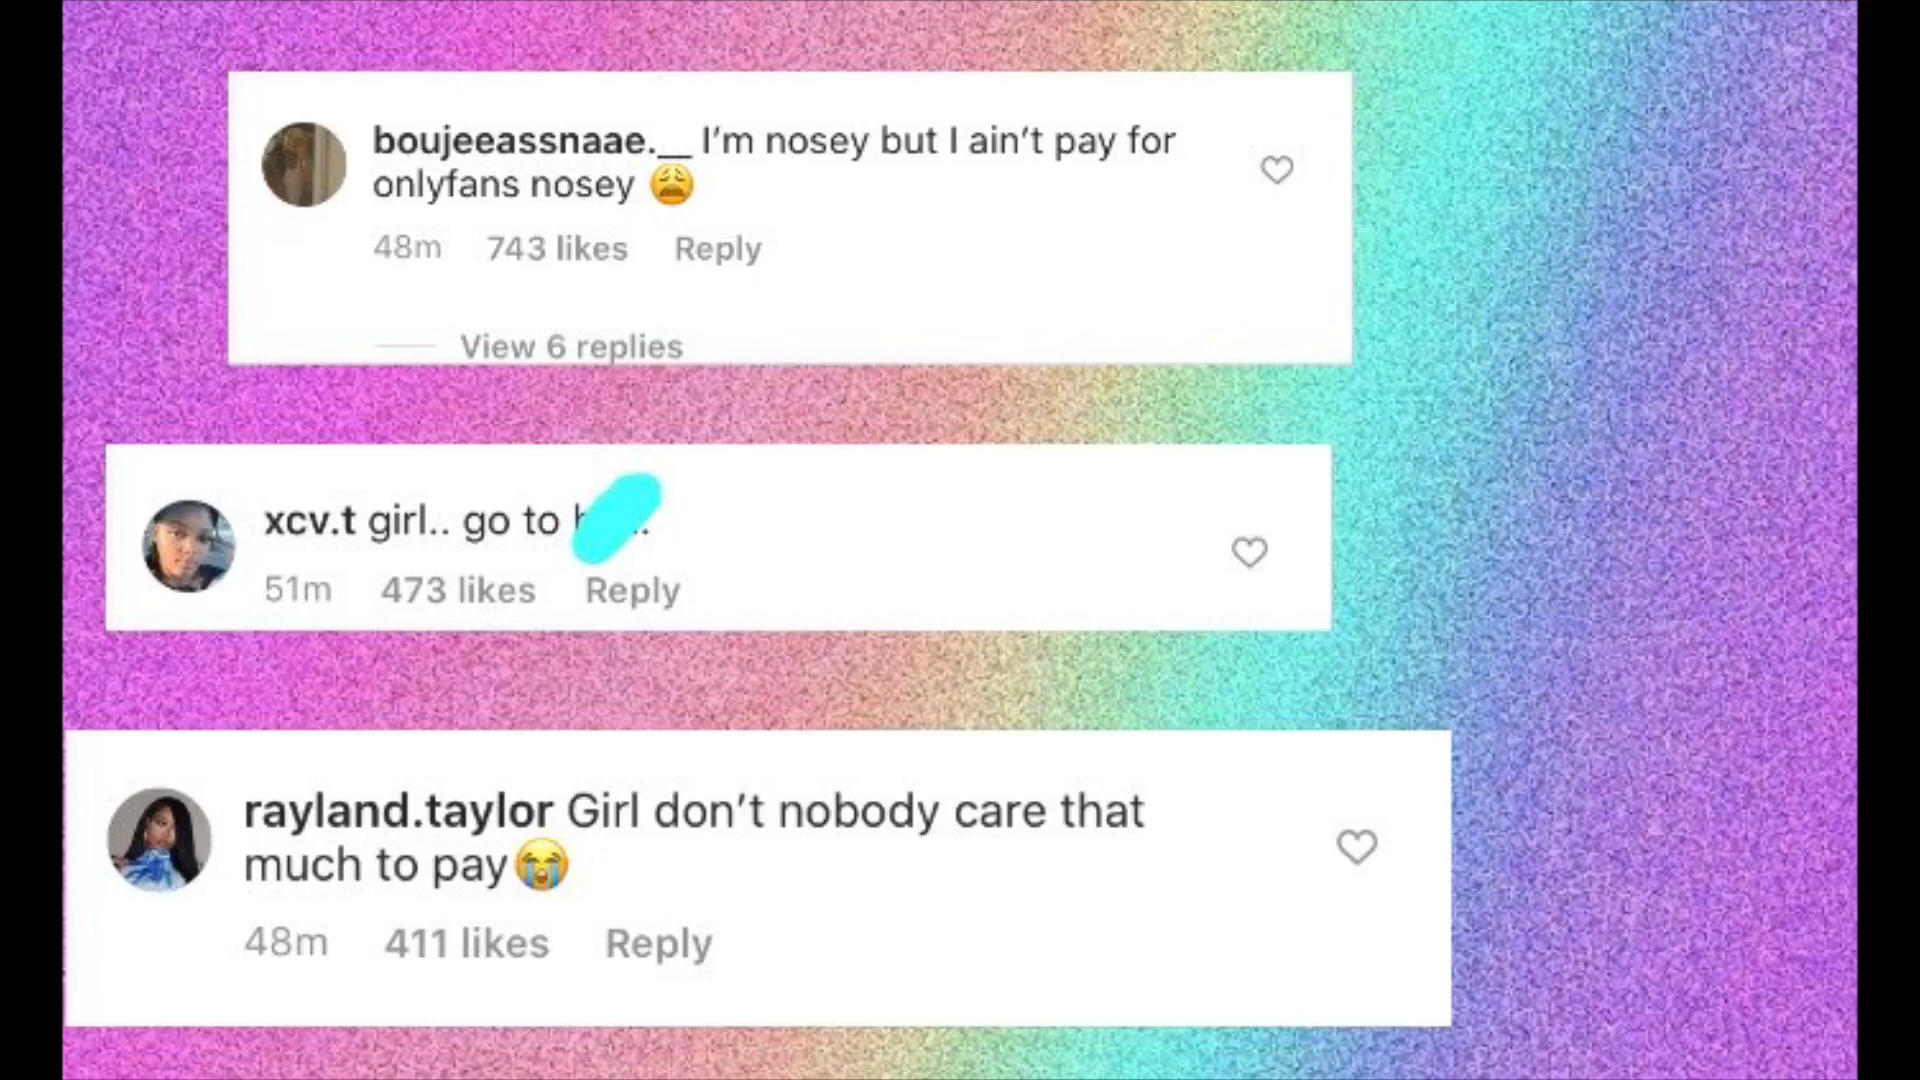 boujeeassnaae.__ I’m nosey but I ain’t pay for
onlyfans nosey 😩
48m 743 likes Reply
View 6 replies
xcv.t girl.. go to
51m 473 likes Reply
rayland.taylor Girl don’t nobody care that
much to pay😭
48m 411 likes Reply